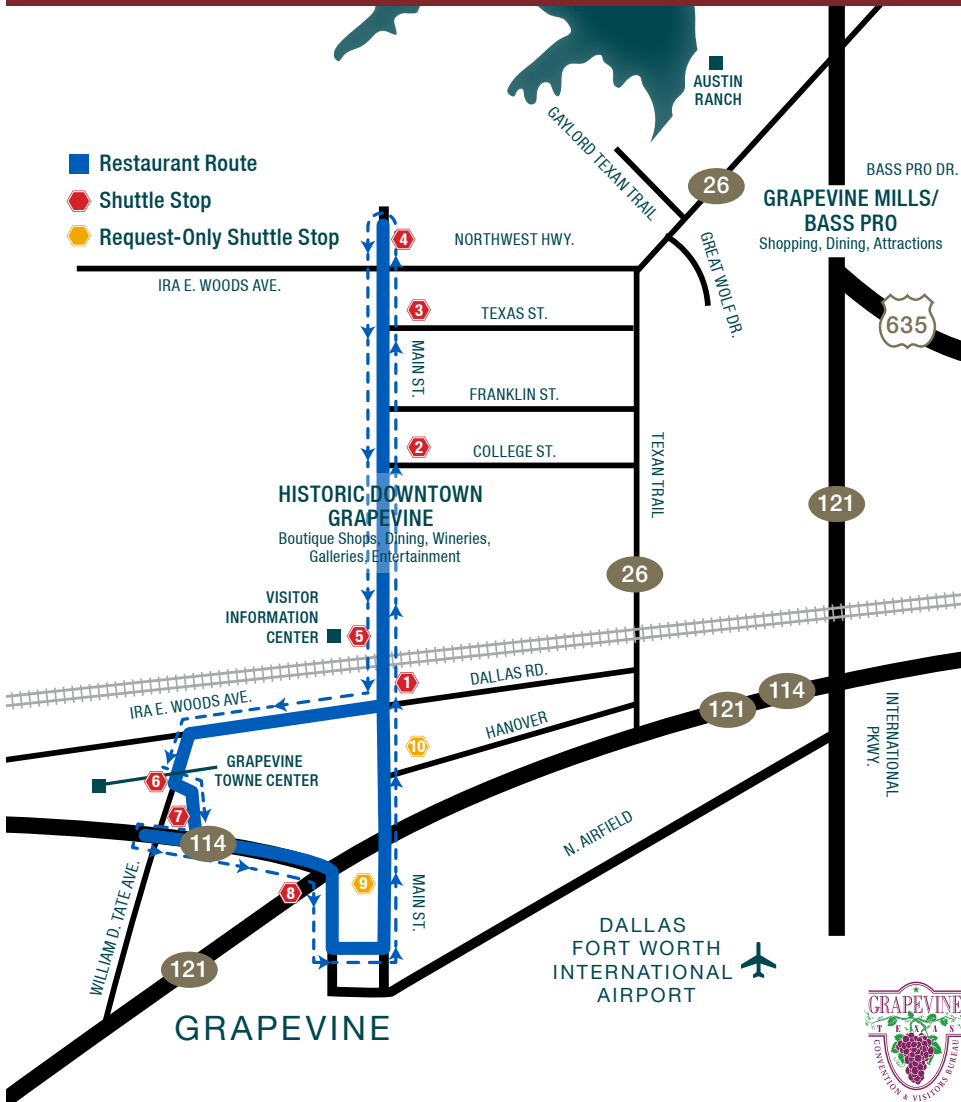 AUSTIN
RANCH
GAYLORD TEXAN TRAIL
26
BASS PRO DR.
GRAPEVINE MILLS/
BASS PRO
Shopping, Dining, Attractions
Restaurant Route
Shuttle Stop
Request-Only Shuttle Stop
4
NORTHWEST HWY.
GREAT WOLF DR.
IRA E. WOODS AVE.
3
TEXAS ST.
635
MAIN ST.
FRANKLIN ST.
2
COLLEGE ST.
TEXAN TRAIL
HISTORIC DOWNTOWN
GRAPEVINE
Boutique Shops, Dining, Wineries,
Galleries, Entertainment
121
26
VISITOR
INFORMATION
CENTER
5
1
DALLAS RD.
IRA E. WOODS AVE.
114
121
HANOVER
INTERNATIONAL
PKWY.
10
GRAPEVINE
TOWNE CENTER
6
7
114
N. AIRFIELD
8
9
MAIN ST.
WILLIAM D. TATE AVE.
121
DALLAS
FORT WORTH
INTERNATIONAL
AIRPORT
GRAPEVINE
GRAPEVINE
TEXAS
CONVENTION & VISITORS BUREAU